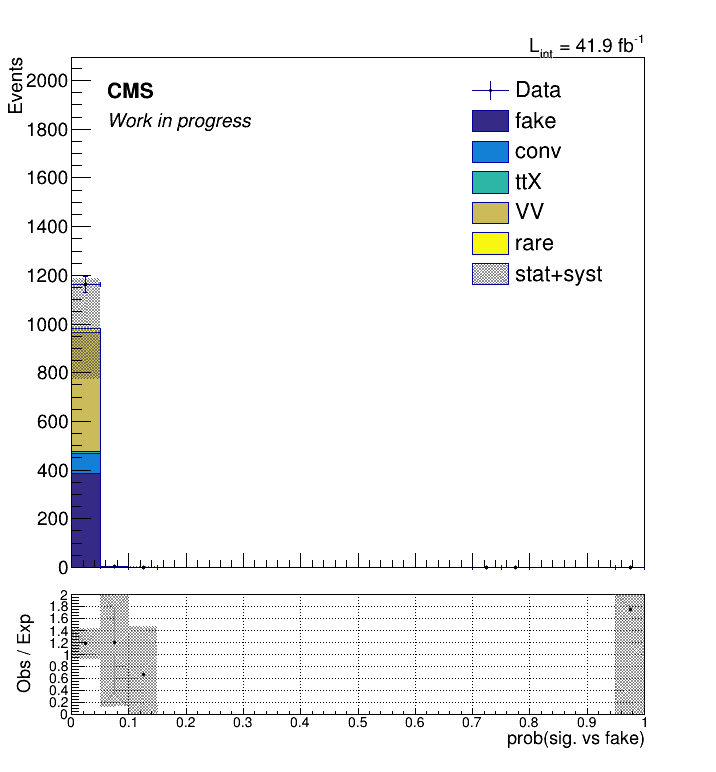 L_int = 41.9 fb^-1
Events
2000
1800
1600
1400
1200
1000
800
600
400
200
0
CMS
Work in progress
Data
fake
conv
ttX
VV
rare
stat+syst
Obs / Exp
2
1.8
1.6
1.4
1.2
1
0.8
0.6
0.4
0.2
0
0 0.1 0.2 0.3 0.4 0.5 0.6 0.7 0.8 0.9 1
prob(sig. vs fake)